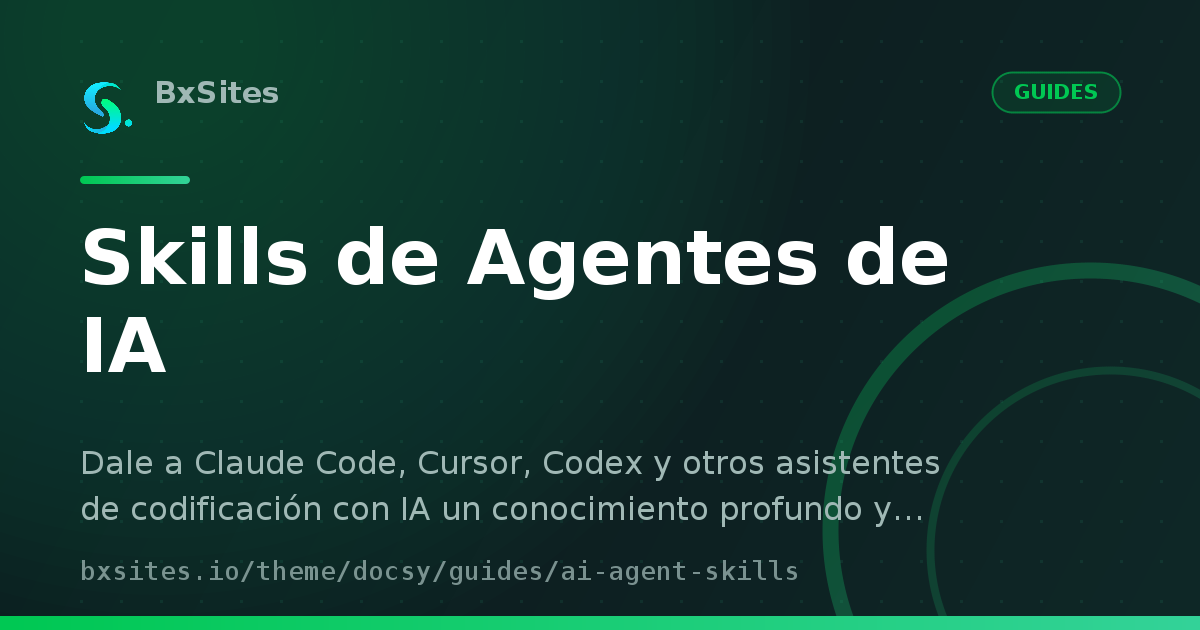 BxSites
GUIDES
Skills de Agentes de
IA
Dale a Claude Code, Cursor, Codex y otros asistentes
de codificación con IA un conocimiento profundo y…
bxsites.io/theme/docsy/guides/ai-agent-skills